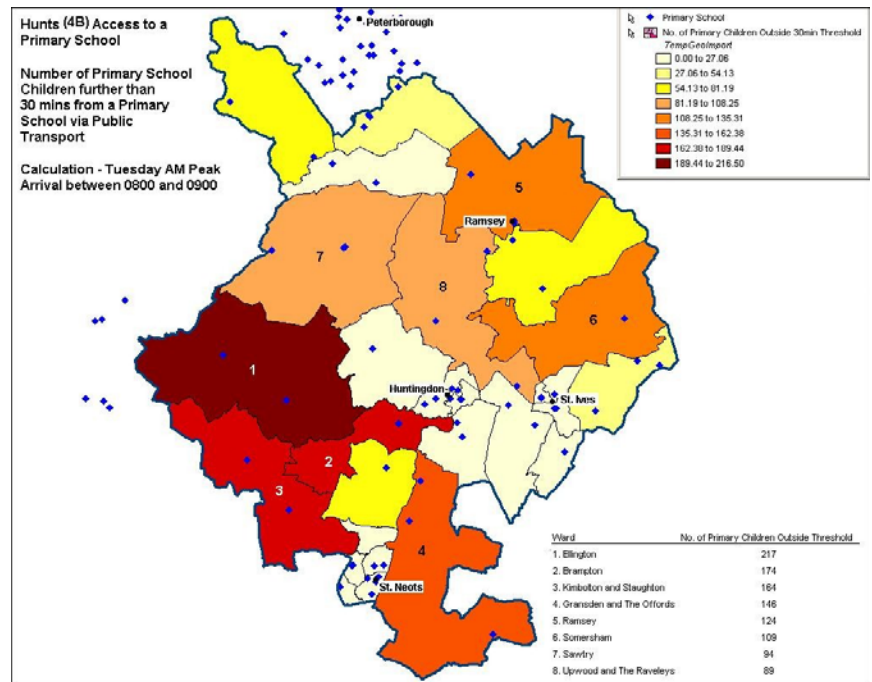 Hunts (4B) Access to a
Primary School
Number of Primary School
Children further than
30 mins from a Primary
School via Public
Transport
Calculation - Tuesday AM Peak
Arrival between 0800 and 0900
Peterborough
Primary School
No. of Primary Children Outside 30min Threshold
TempGeoImport
0.00 to 27.06
27.06 to 54.13
54.13 to 81.19
81.19 to 108.25
108.25 to 135.31
135.31 to 162.38
162.38 to 189.44
189.44 to 216.50
5
Ramsey
7
8
6
1
Huntingdon
St. Ives
2
3
4
St. Neots
Ward No. of Primary Children Outside Threshold
1. Ellington 217
2. Brampton 174
3. Kimbolton and Staughton 164
4. Gransden and The Offords 146
5. Ramsey 124
6. Somersham 109
7. Sawtry 94
8. Upwood and The Raveleys 89